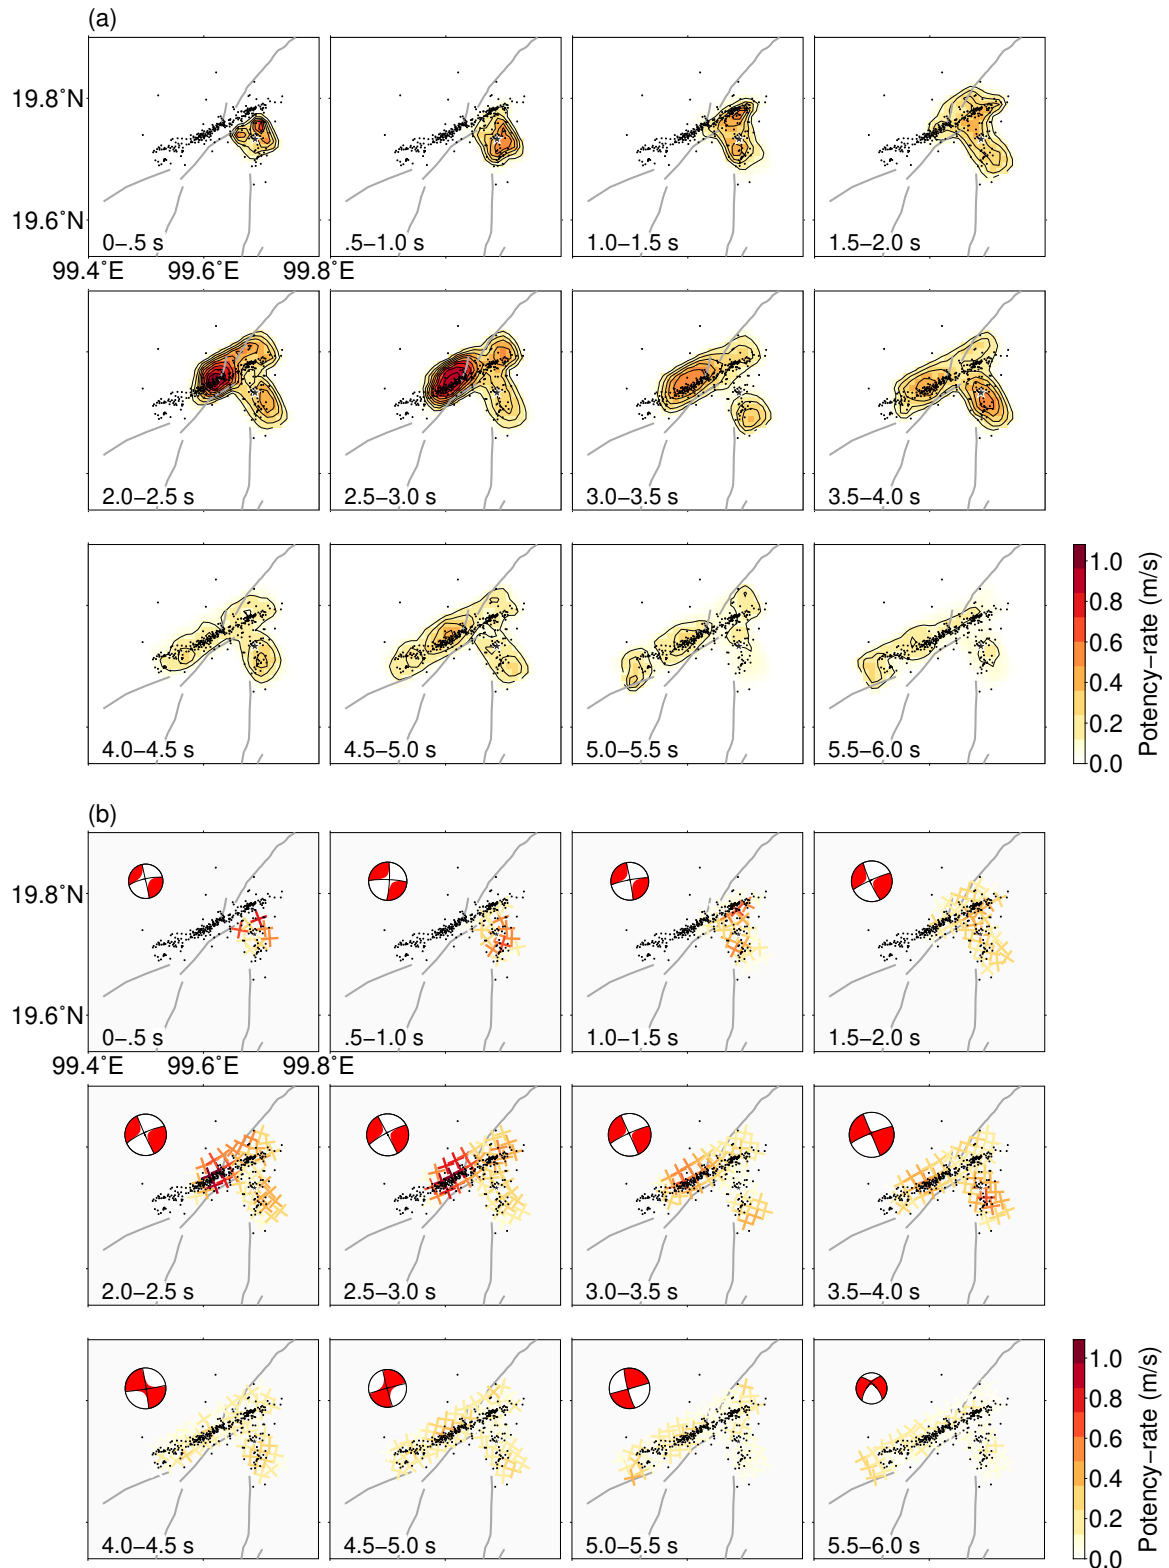 (a)
19.8°N
19.6°N
0–.5 s
.5–1.0 s
1.0–1.5 s
1.5–2.0 s
99.4°E
99.6°E
99.8°E
2.0–2.5 s
2.5–3.0 s
3.0–3.5 s
3.5–4.0 s
4.0–4.5 s
4.5–5.0 s
5.0–5.5 s
5.5–6.0 s
1.0
0.8
0.6
0.4
0.2
0.0
Potency–rate (m/s)
(b)
19.8°N
19.6°N
0–.5 s
.5–1.0 s
1.0–1.5 s
1.5–2.0 s
99.4°E
99.6°E
99.8°E
2.0–2.5 s
2.5–3.0 s
3.0–3.5 s
3.5–4.0 s
4.0–4.5 s
4.5–5.0 s
5.0–5.5 s
5.5–6.0 s
1.0
0.8
0.6
0.4
0.2
0.0
Potency–rate (m/s)